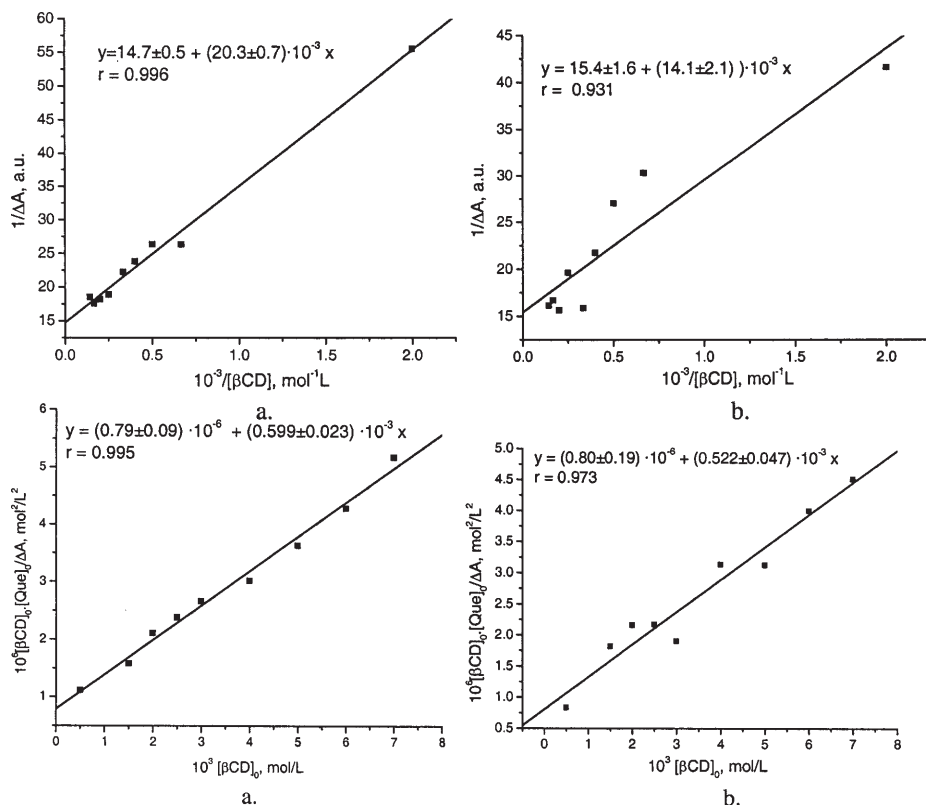 60
55
50
45
40
35
30
25
20
15
1/ΔA, a.u.
y=14.7±0.5 + (20.3±0.7)·10⁻³ x
r = 0.996
0.0 0.5 1.0 1.5 2.0
10⁻³/[βCD], mol⁻¹L
a.
45
40
35
30
25
20
15
1/ΔA, a.u.
y = 15.4±1.6 + (14.1±2.1) )·10⁻³ x
r = 0.931
0.0 0.5 1.0 1.5 2.0
10⁻³/[βCD], mol⁻¹L
b.
6
5
4
3
2
1
10⁶[βCD]₀.[Que]₀/ΔA, mol²/L²
y = (0.79±0.09) ·10⁻⁶ + (0.599±0.023) ·10⁻³ x
r = 0.995
0 1 2 3 4 5 6 7 8
10³ [βCD]₀, mol/L
a.
5.0
4.5
4.0
3.5
3.0
2.5
2.0
1.5
1.0
0.5
10⁶[βCD]₀.[Que]₀/ΔA, mol²/L²
y = (0.80±0.19) ·10⁻⁶ + (0.522±0.047) ·10⁻³ x
r = 0.973
0 1 2 3 4 5 6 7 8
10³ [βCD]₀, mol/L
b.